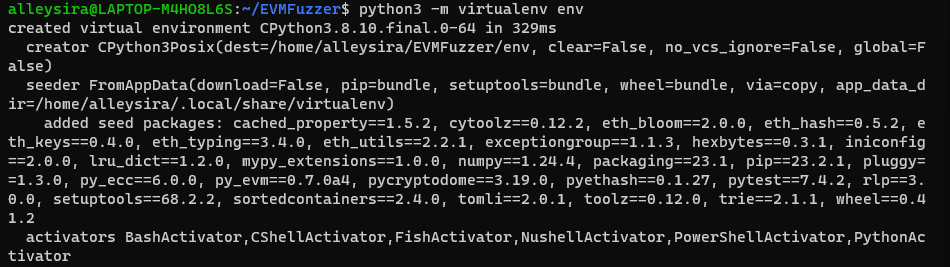 alleysira@LAPTOP-M4HO8L6S:~/EVMFuzzer$ python3 -m virtualenv env
created virtual environment CPython3.8.10.final.0-64 in 329ms
  creator CPython3Posix(dest=/home/alleysira/EVMFuzzer/env, clear=False, no_vcs_ignore=False, global=F
alse)
  seeder FromAppData(download=False, pip=bundle, setuptools=bundle, wheel=bundle, via=copy, app_data_d
ir=/home/alleysira/.local/share/virtualenv)
    added seed packages: cached_property==1.5.2, cytoolz==0.12.2, eth_bloom==2.0.0, eth_hash==0.5.2, e
th_keys==0.4.0, eth_typing==3.4.0, eth_utils==2.2.1, exceptiongroup==1.1.3, hexbytes==0.3.1, iniconfig
==2.0.0, lru_dict==1.2.0, mypy_extensions==1.0.0, numpy==1.24.4, packaging==23.1, pip==23.2.1, pluggy=
=1.3.0, py_ecc==6.0.0, py_evm==0.7.0a4, pycryptodome==3.19.0, pyethash==0.1.27, pytest==7.4.2, rlp==3.
0.0, setuptools==68.2.2, sortedcontainers==2.4.0, tomli==2.0.1, toolz==0.12.0, trie==2.1.1, wheel==0.4
1.2
  activators BashActivator,CShellActivator,FishActivator,NushellActivator,PowerShellActivator,PythonAc
tivator